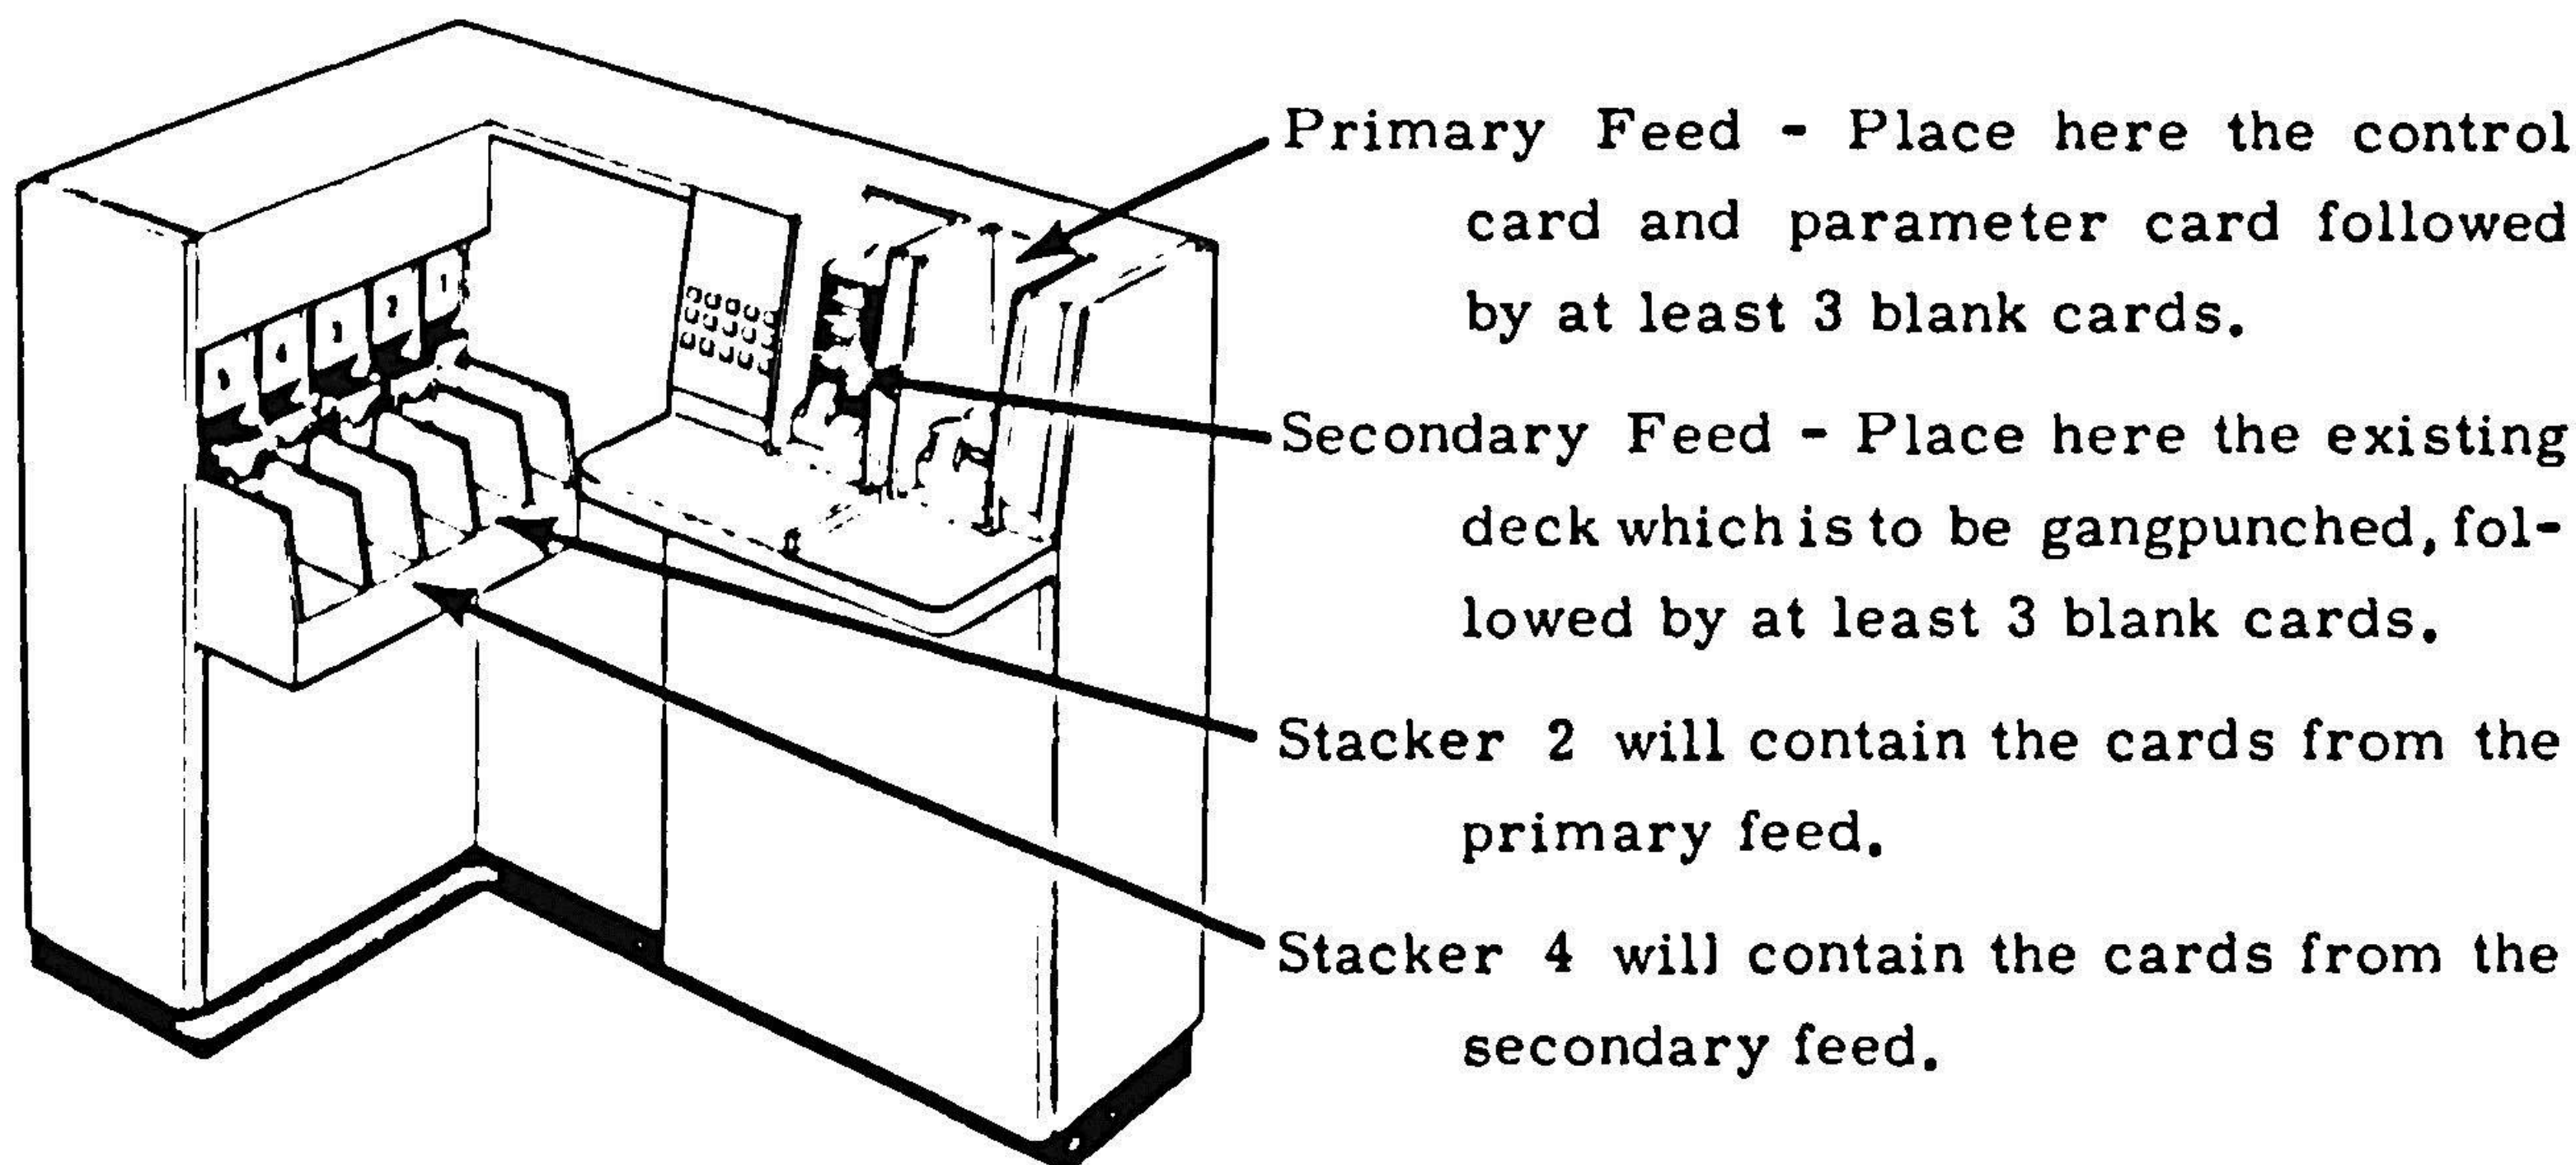 Primary Feed - Place here the control
card and parameter card followed
by at least 3 blank cards.
Secondary Feed - Place here the existing
deck which is to be gangpunched, fol-
lowed by at least 3 blank cards.
Stacker 2 will contain the cards from the
primary feed.
Stacker 4 will contain the cards from the
secondary feed.